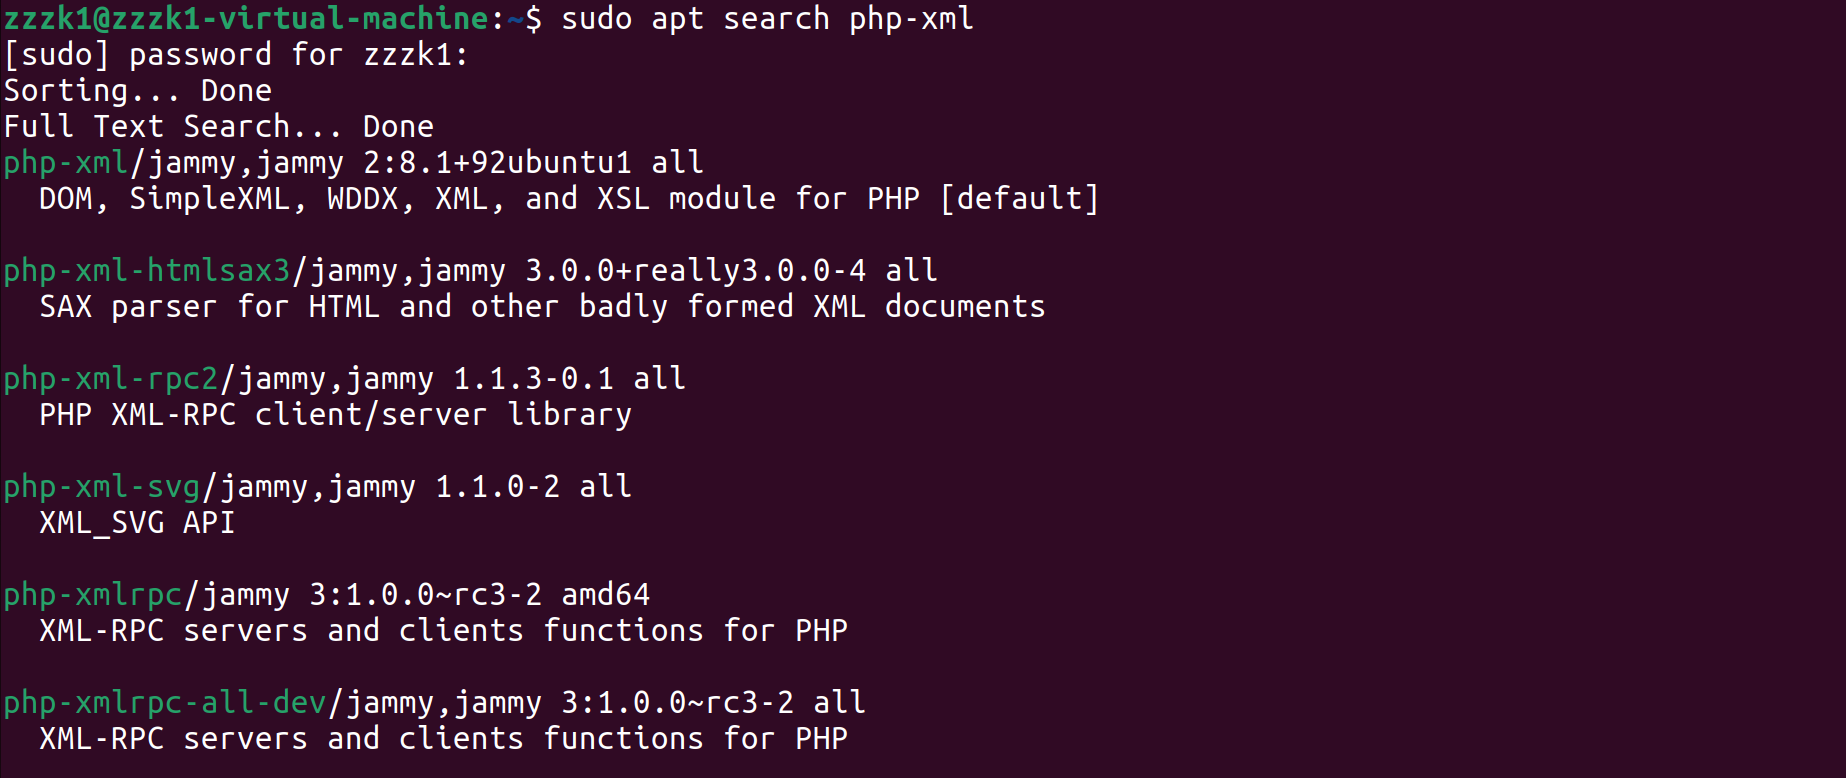 zzzk1@zzzk1-virtual-machine:~$ sudo apt search php-xml
[sudo] password for zzzk1:
Sorting... Done
Full Text Search... Done
php-xml/jammy,jammy 2:8.1+92ubuntu1 all
  DOM, SimpleXML, WDDX, XML, and XSL module for PHP [default]

php-xml-htmlsax3/jammy,jammy 3.0.0+really3.0.0-4 all
  SAX parser for HTML and other badly formed XML documents

php-xml-rpc2/jammy,jammy 1.1.3-0.1 all
  PHP XML-RPC client/server library

php-xml-svg/jammy,jammy 1.1.0-2 all
  XML_SVG API

php-xmlrpc/jammy 3:1.0.0~rc3-2 amd64
  XML-RPC servers and clients functions for PHP

php-xmlrpc-all-dev/jammy,jammy 3:1.0.0~rc3-2 all
  XML-RPC servers and clients functions for PHP